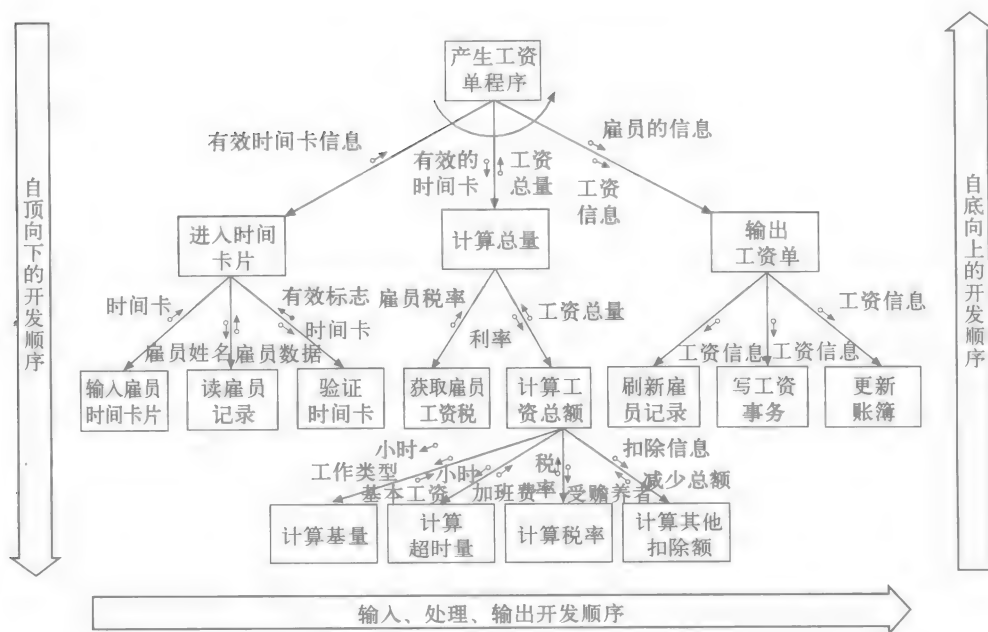 产生工资
单程序
有效时间卡信息
有效的
时间卡
工资
总量
雇员的信息
工资
信息
自顶向下的开发顺序
自底向上的开发顺序
进入时间
卡片
计算总量
输出
工资单
时间卡
有效标志
时间卡
雇员姓名
雇员数据
雇员税率
利率
工资总量
工资信息
工资信息
工资信息
输入雇员
时间卡片
读雇员
记录
验证
时间卡
获取雇员
工资税
计算工
资总额
刷新雇
员记录
写工资
事务
更新
账簿
小时
工作类型
基本工资
小时
加班费
税
率
受赡养者
扣除信息
减少总额
计算基量
计算
超时量
计算税率
计算其他
扣除额
输入、处理、输出开发顺序